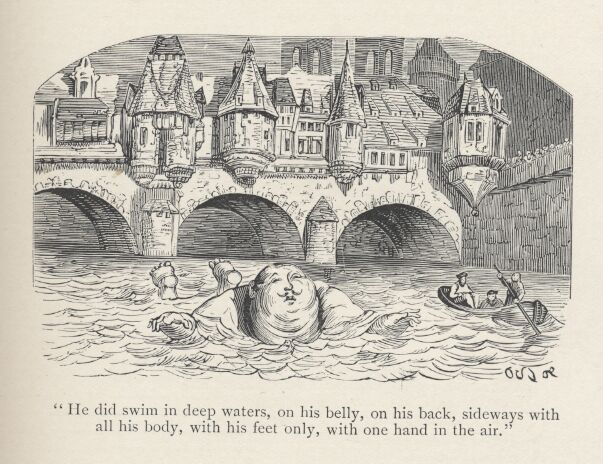 “ He did swim in deep waters, on his belly, on his back, sideways with
all his body, with his feet only, with one hand in the air.”